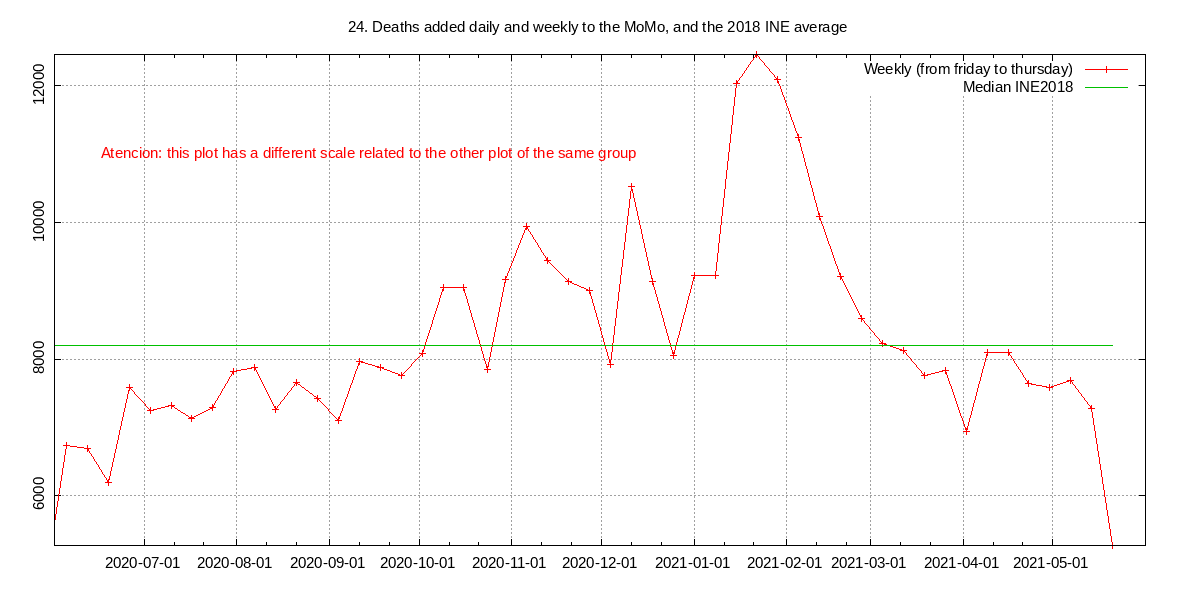 24. Deaths added daily and weekly to the MoMo, and the 2018 INE average
Weekly (from friday to thursday)
Median INE2018
Atencion: this plot has a different scale related to the other plot of the same group
12000
10000
8000
6000
2020-07-01 2020-08-01 2020-09-01 2020-10-01 2020-11-01 2020-12-01 2021-01-01 2021-02-01 2021-03-01 2021-04-01 2021-05-01